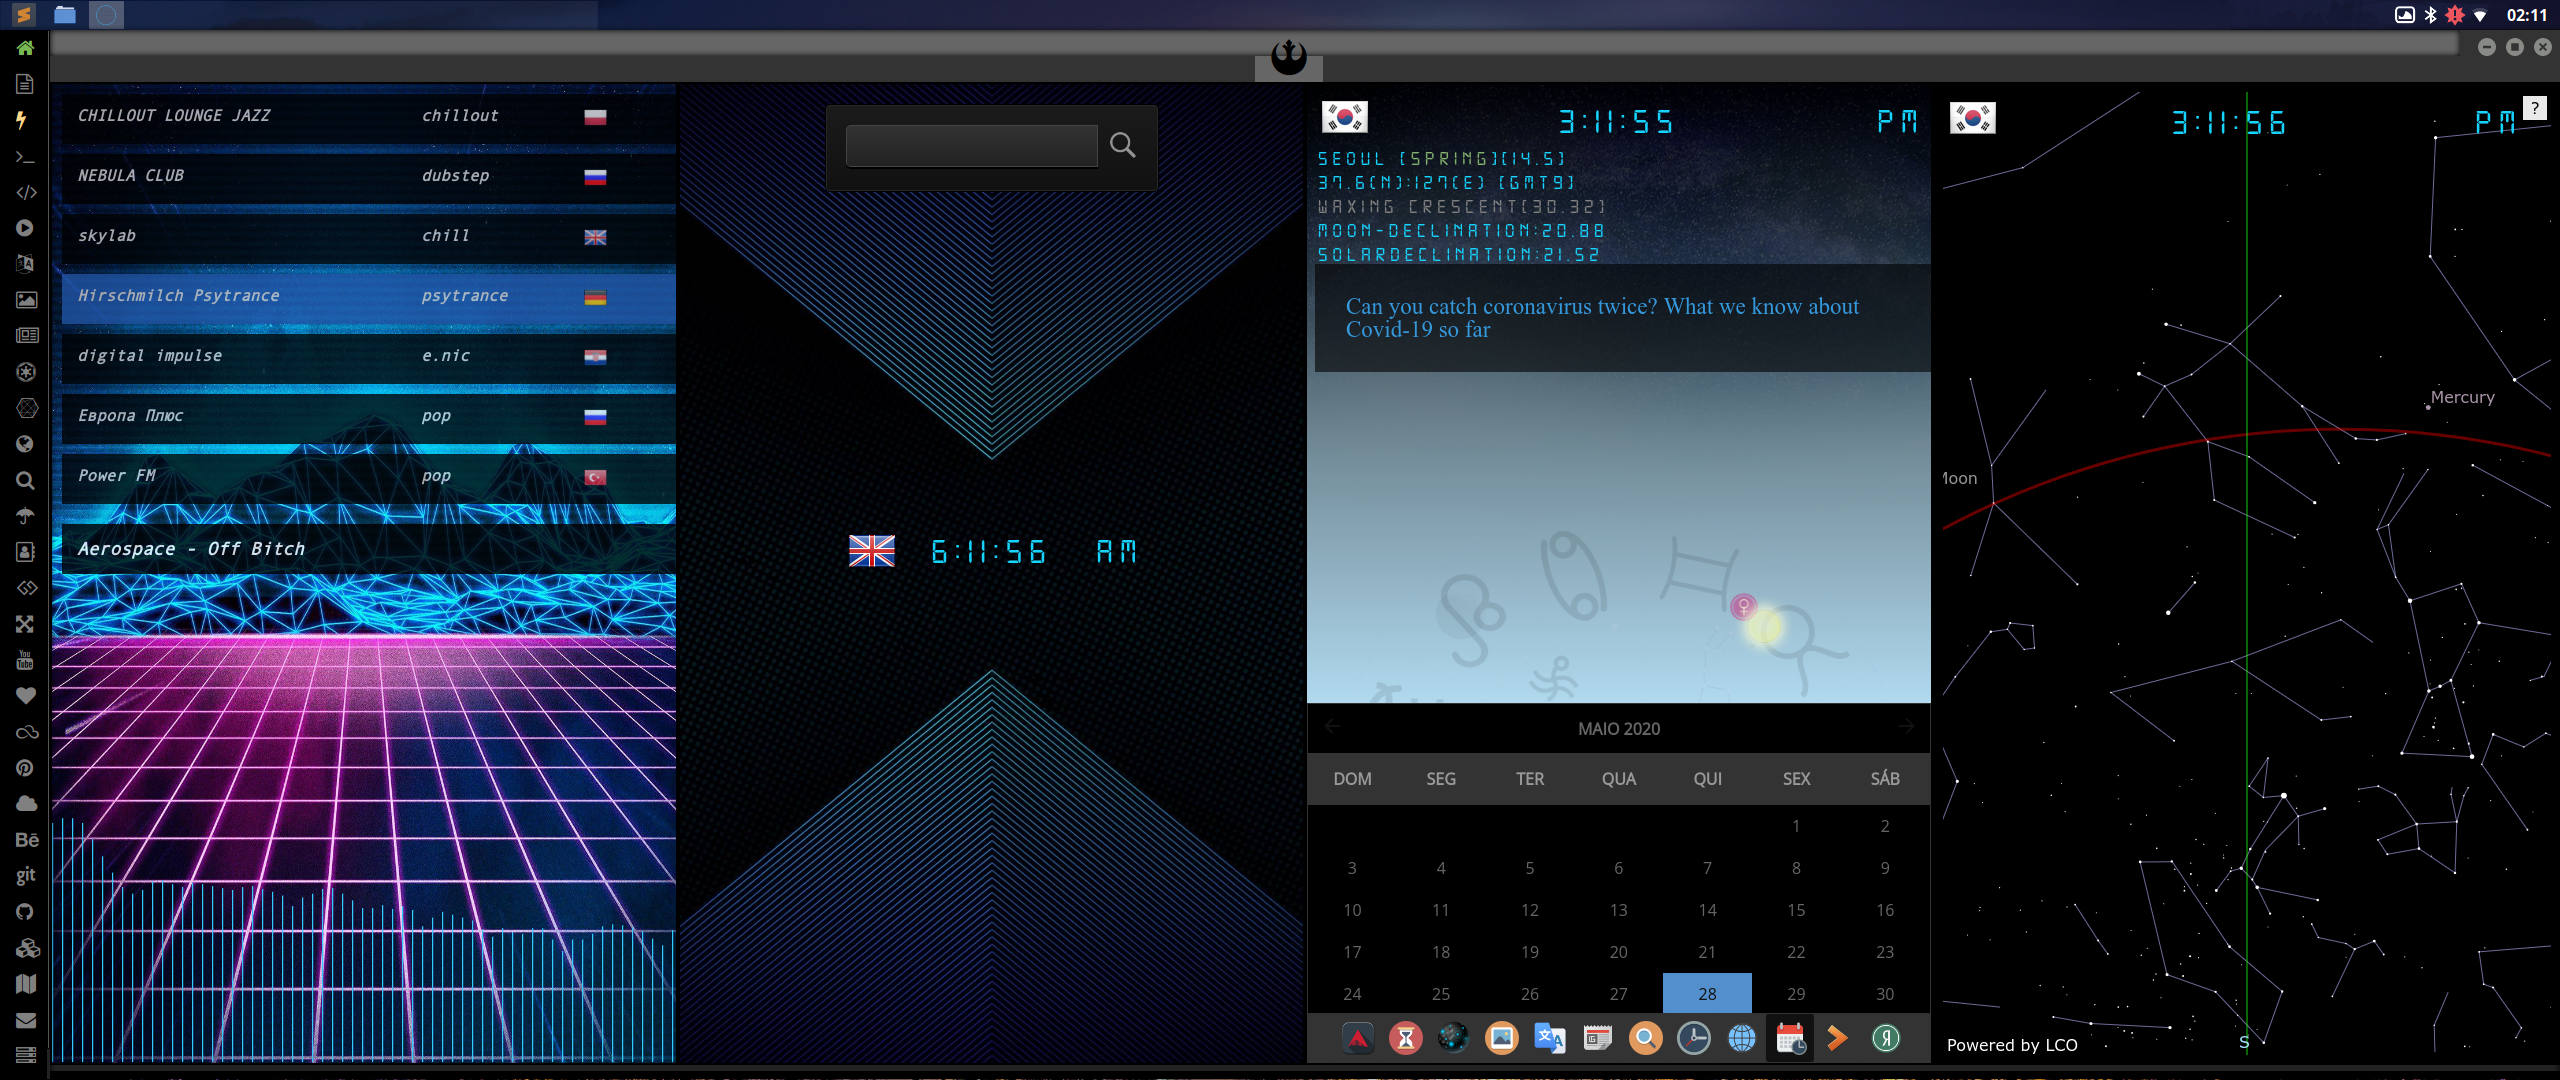 02:11
CHILLOUT LOUNGE JAZZ chillout
NEBULA CLUB dubstep
skylab chill
Hirschmilch Psytrance psytrance
digital impulse e.nic
Европа Плюс pop
Power FM pop
Aerospace - Off Bitch
6:11:56 AM
3:11:55 PM
SEOUL [SPRING][14.5]
37.6(N):127(E) [GMT9]
WAXING CRESCENT[30.32]
MOON-DECLINATION:20.88
SOLARDECLINATION:21.52
Can you catch coronavirus twice? What we know about
Covid-19 so far
MAIO 2020
DOM SEG TER QUA QUI SEX SÁB
1 2
3 4 5 6 7 8 9
10 11 12 13 14 15 16
17 18 19 20 21 22 23
24 25 26 27 28 29 30
3:11:56 PM
?
Mercury
Moon
S
Powered by LCO
You
Tube
Bē
git
Я